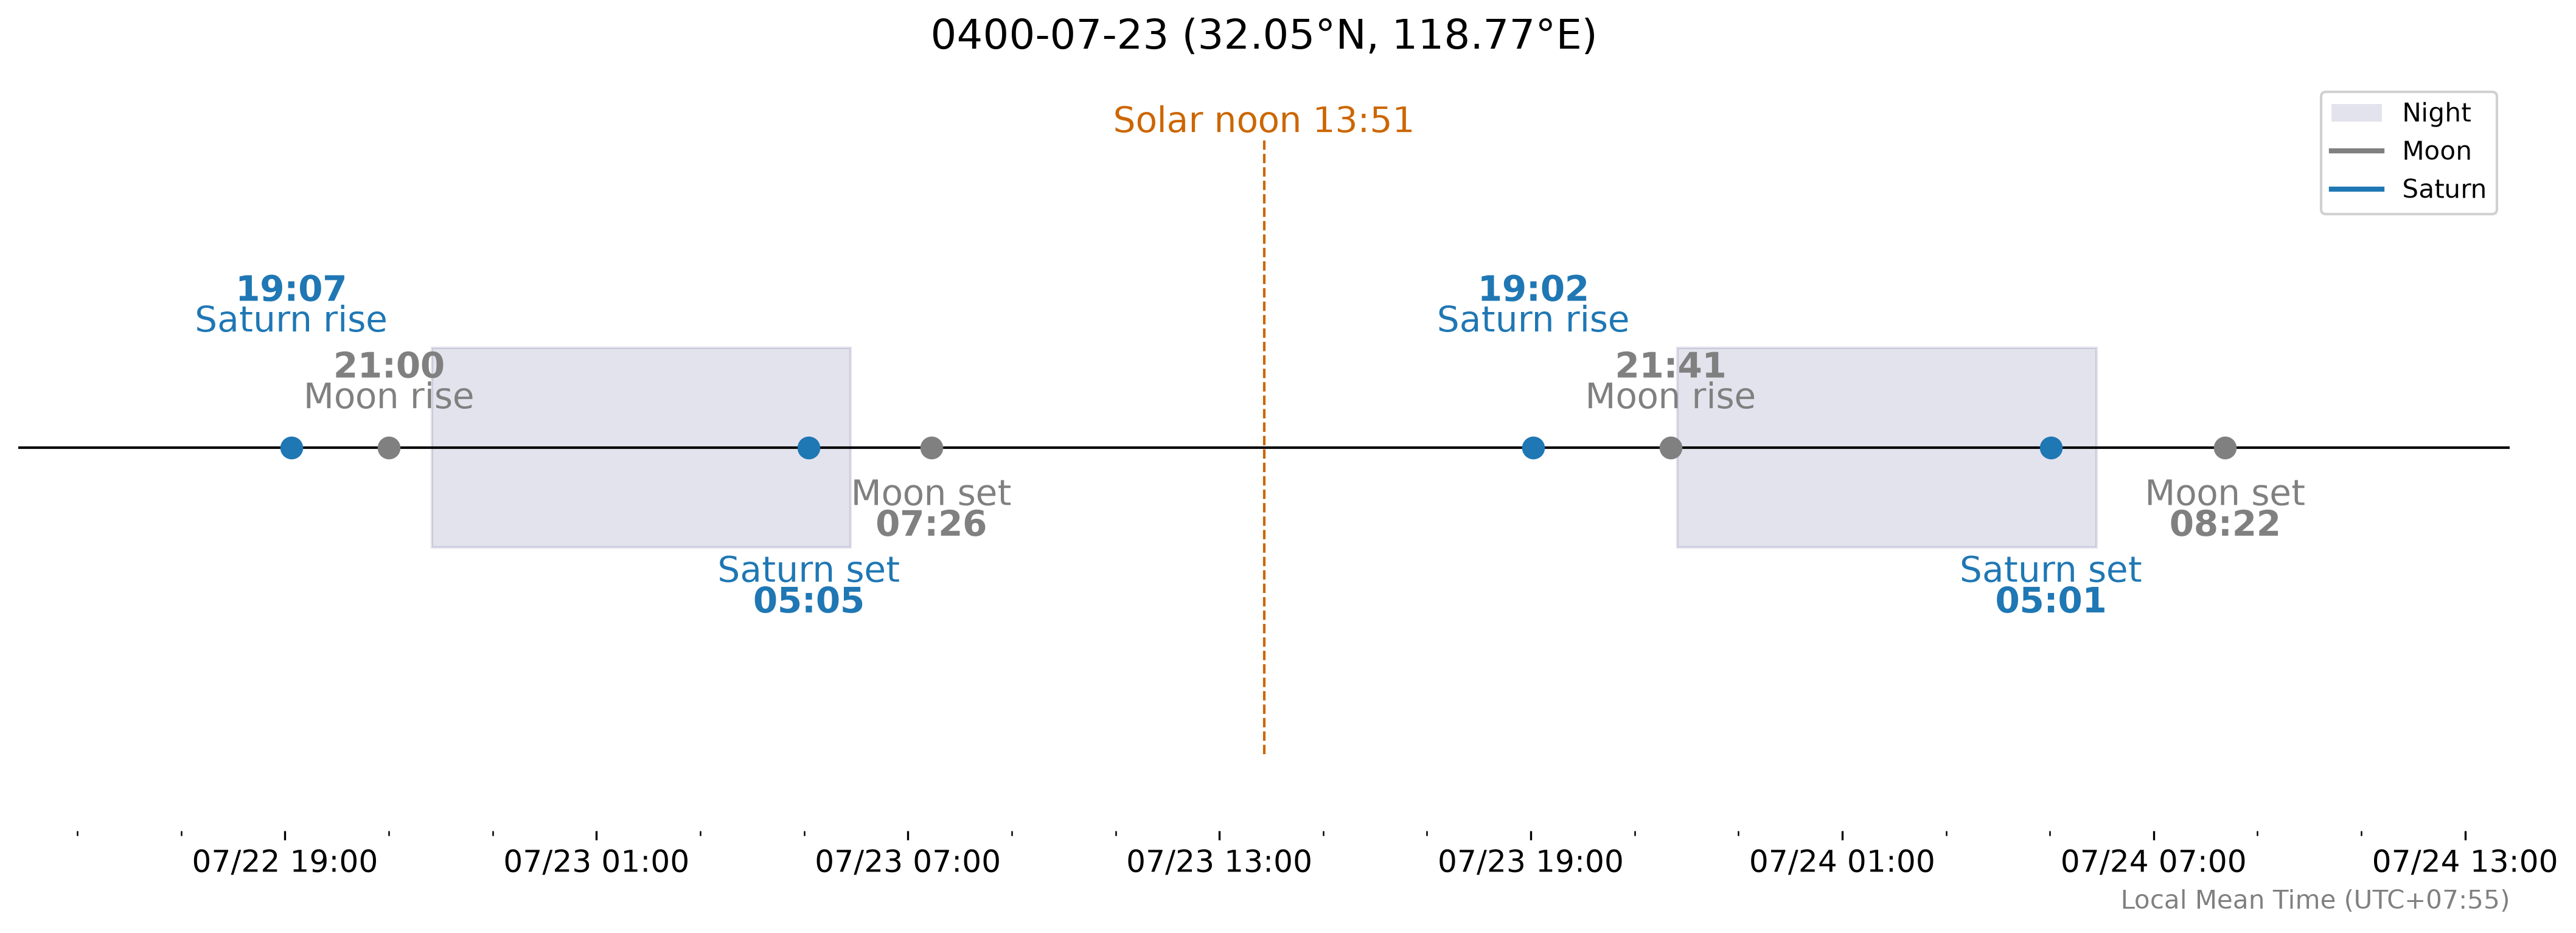 0400-07-23 (32.05°N, 118.77°E)
Solar noon 13:51
Night
Moon
Saturn
19:07
Saturn rise
21:00
Moon rise
19:02
Saturn rise
21:41
Moon rise
Moon set
07:26
Saturn set
05:05
Moon set
08:22
Saturn set
05:01
07/22 19:00
07/23 01:00
07/23 07:00
07/23 13:00
07/23 19:00
07/24 01:00
07/24 07:00
07/24 13:00
Local Mean Time (UTC+07:55)